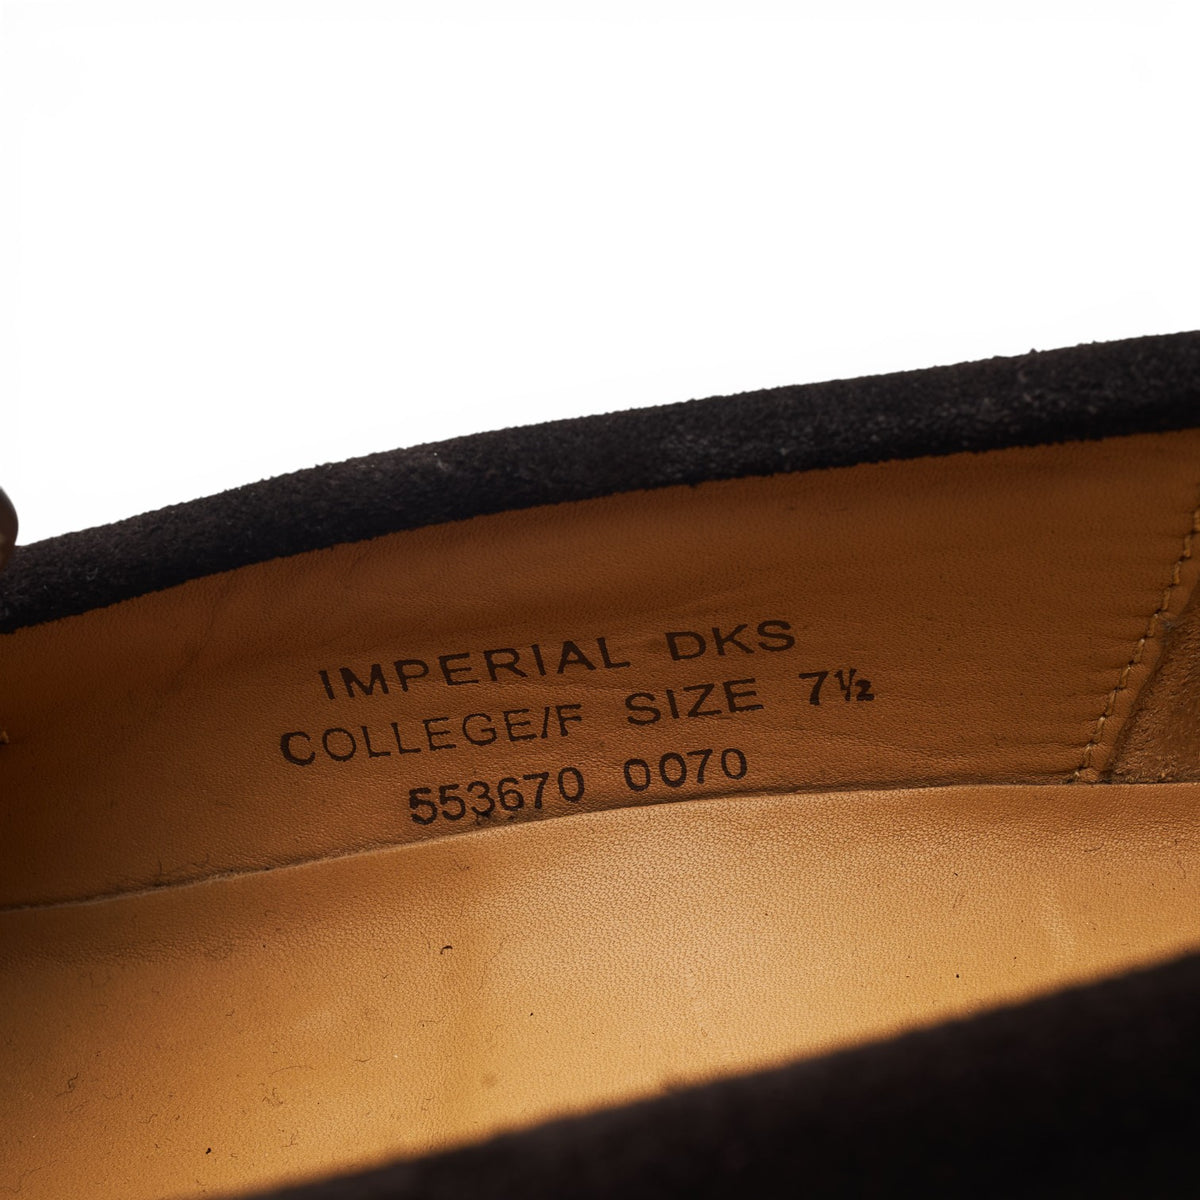 IMPERIAL DKS
COLLEGE/F SIZE 7½
553670 0070